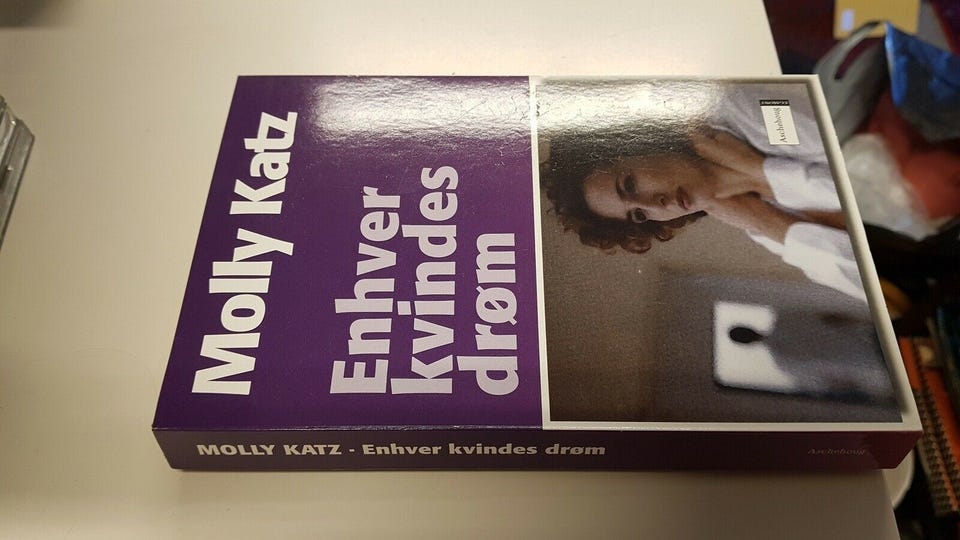 Molly Katz
Enhver
kvindes
drøm
Aschehoug
MOLLY KATZ · Enhver kvindes drøm
Aschehoug